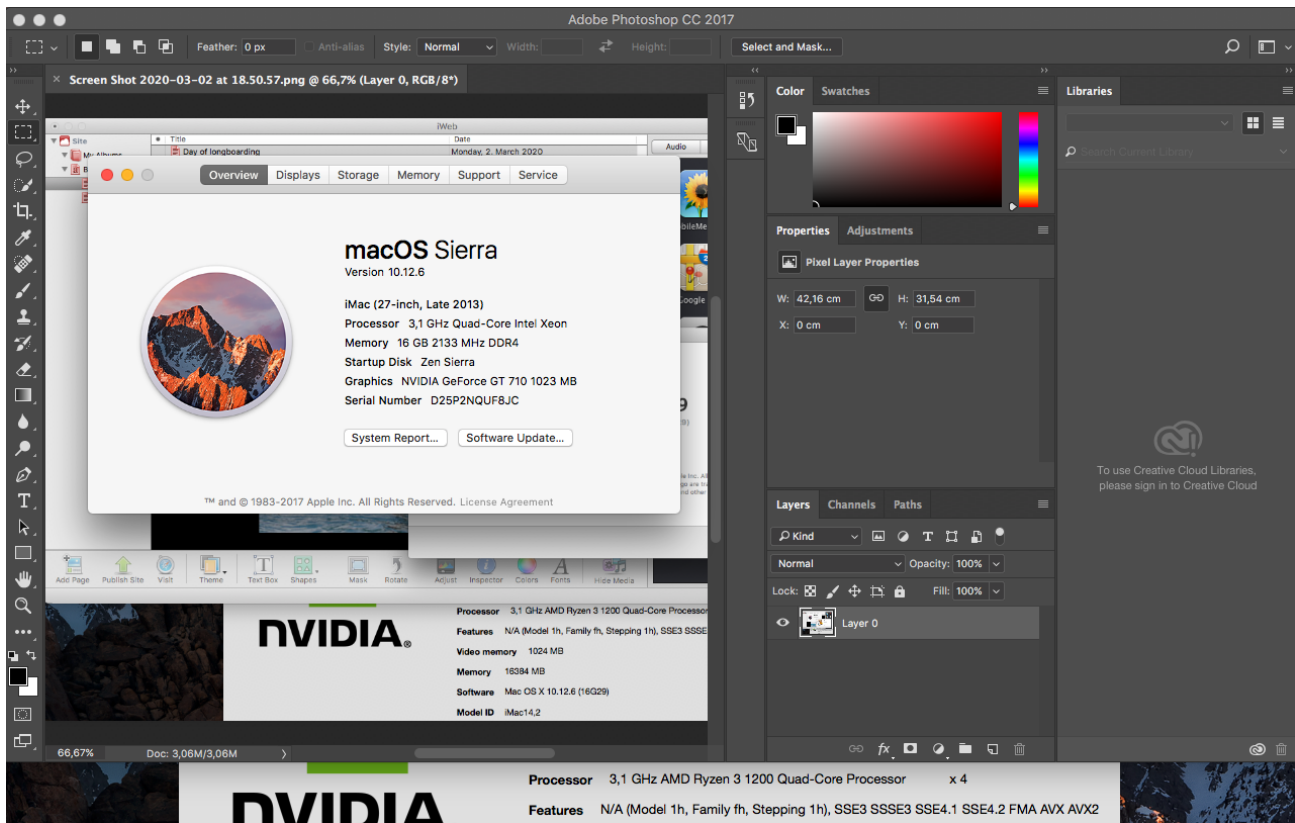 Adobe Photoshop CC 2017
Feather: 0 px Anti-alias Style: Normal Width: Height: Select and Mask...
× Screen Shot 2020-03-02 at 18.50.57.png @ 66,7% (Layer 0, RGB/8*)
iWeb
Site
Title Date
My Albums
Day of longboarding Monday, 2. March 2020
Audio
Overview Displays Storage Memory Support Service
macOS Sierra
Version 10.12.6
iMac (27-inch, Late 2013)
Processor 3,1 GHz Quad-Core Intel Xeon
Memory 16 GB 2133 MHz DDR4
Startup Disk Zen Sierra
Graphics NVIDIA GeForce GT 710 1023 MB
Serial Number D25P2NQUF8JC
System Report... Software Update...
™ and © 1983-2017 Apple Inc. All Rights Reserved. License Agreement
Google
Add Page Publish Site Visit Theme Text Box Shapes Mask Rotate Adjust Inspector Colors Fonts Hide Media
nVIDIA®
Processor 3,1 GHz AMD Ryzen 3 1200 Quad-Core Processor
Features N/A (Model 1h, Family fh, Stepping 1h), SSE3 SSSE
Video memory 1024 MB
Memory 16384 MB
Software Mac OS X 10.12.6 (16G29)
Model ID iMac14,2
66,67% Doc: 3,06M/3,06M
Color Swatches
Properties Adjustments
Pixel Layer Properties
W: 42,16 cm H: 31,54 cm
X: 0 cm Y: 0 cm
Layers Channels Paths
Kind
Normal Opacity: 100%
Lock: Fill: 100%
Layer 0
Libraries
Search Current Library
To use Creative Cloud Libraries,
please sign in to Creative Cloud
nVIDIA
Processor 3,1 GHz AMD Ryzen 3 1200 Quad-Core Processor x 4
Features N/A (Model 1h, Family fh, Stepping 1h), SSE3 SSSE3 SSE4.1 SSE4.2 FMA AVX AVX2